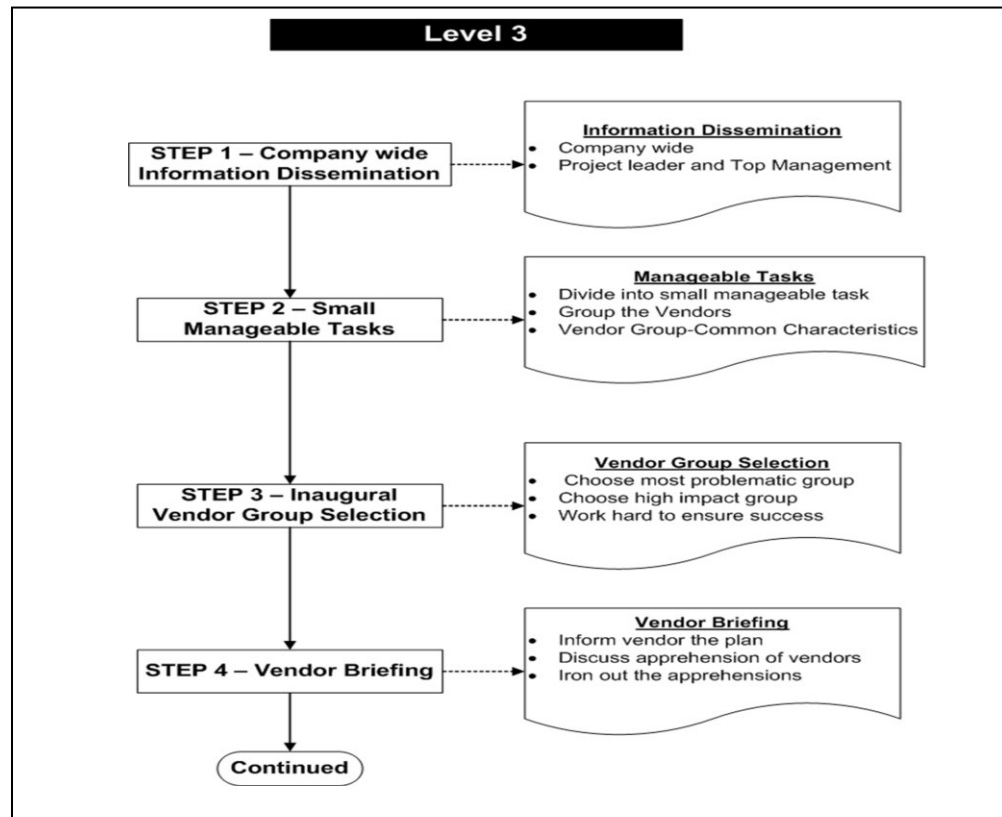 Level 3
STEP 1 – Company wide
Information Dissemination
Information Dissemination
• Company wide
• Project leader and Top Management
STEP 2 – Small
Manageable Tasks
Manageable Tasks
• Divide into small manageable task
• Group the Vendors
• Vendor Group-Common Characteristics
STEP 3 – Inaugural
Vendor Group Selection
Vendor Group Selection
• Choose most problematic group
• Choose high impact group
• Work hard to ensure success
STEP 4 – Vendor Briefing
Vendor Briefing
• Inform vendor the plan
• Discuss apprehension of vendors
• Iron out the apprehensions
Continued